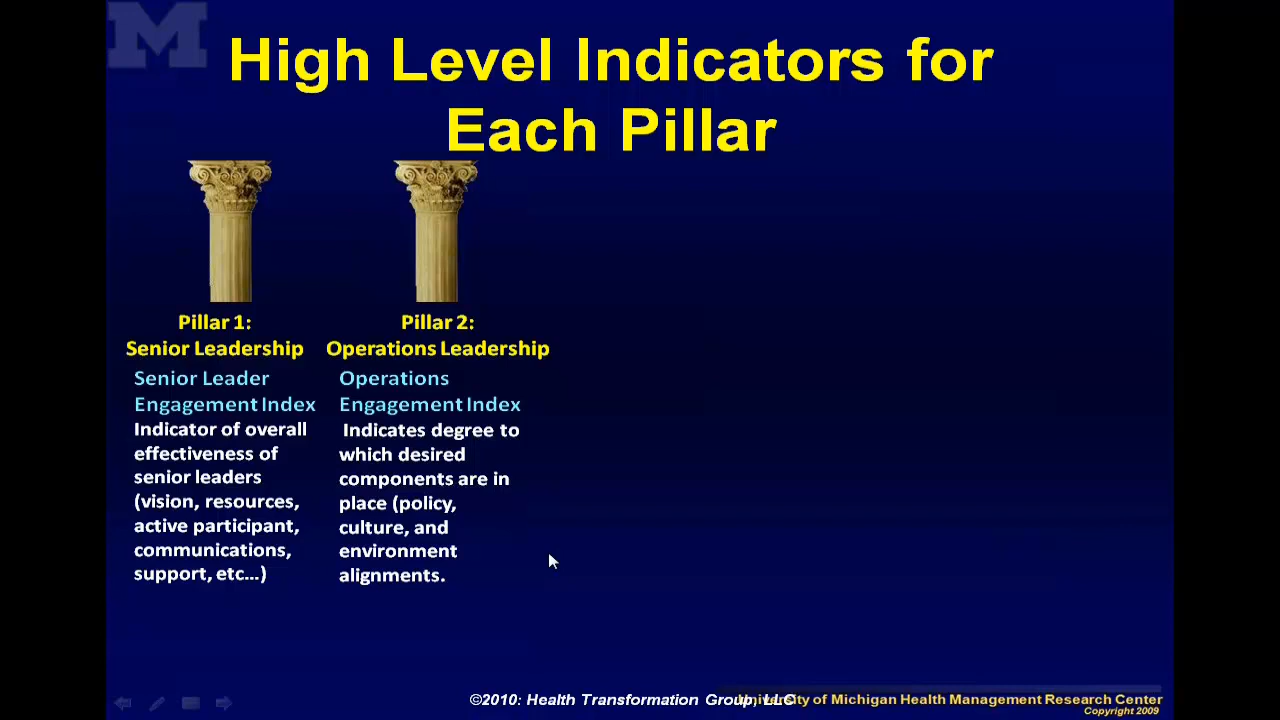 M
High Level Indicators for
Each Pillar
Pillar 1:
Senior Leadership
Senior Leader
Engagement Index
Indicator of overall
effectiveness of
senior leaders
(vision, resources,
active participant,
communications,
support, etc...)
Pillar 2:
Operations Leadership
Operations
Engagement Index
Indicates degree to
which desired
components are in
place (policy,
culture, and
environment
alignments.
©2010: Health Transformation Group, LLC
University of Michigan Health Management Research Center
Copyright 2009